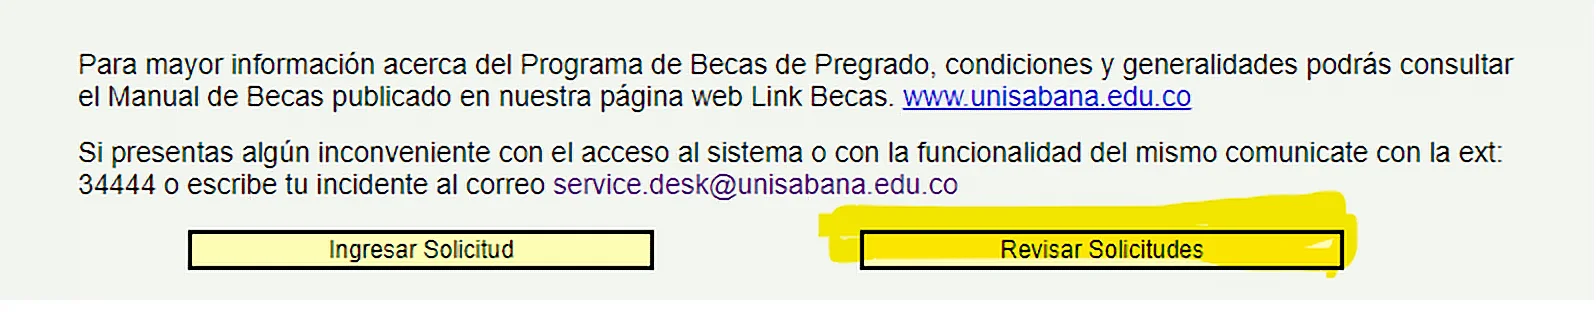 Para mayor información acerca del Programa de Becas de Pregrado, condiciones y generalidades podrás consultar
el Manual de Becas publicado en nuestra página web Link Becas. www.unisabana.edu.co
Si presentas algún inconveniente con el acceso al sistema o con la funcionalidad del mismo comunicate con la ext:
34444 o escribe tu incidente al correo service.desk@unisabana.edu.co
Ingresar Solicitud
Revisar Solicitudes